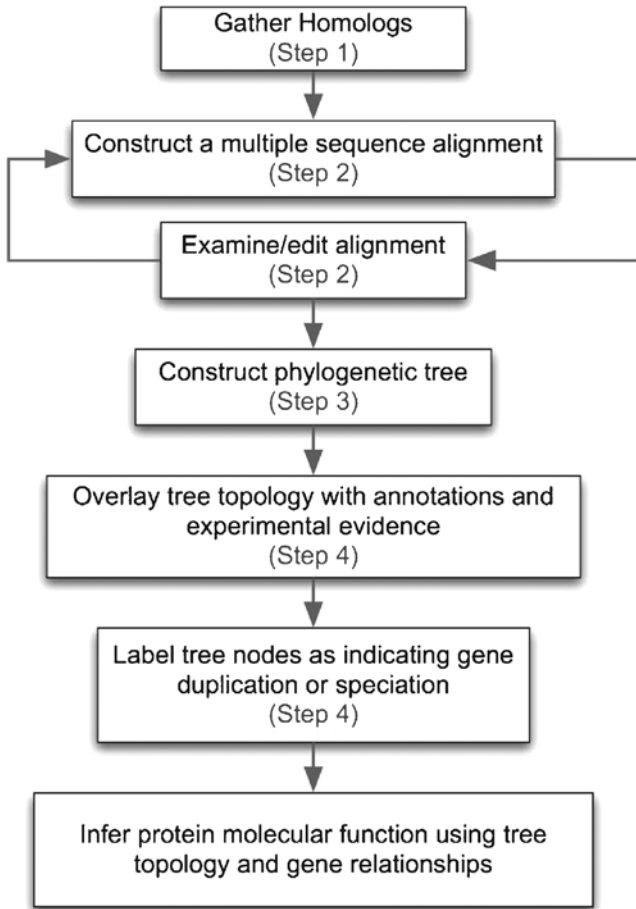 Gather Homologs
(Step 1)
Construct a multiple sequence alignment
(Step 2)
Examine/edit alignment
(Step 2)
Construct phylogenetic tree
(Step 3)
Overlay tree topology with annotations and
experimental evidence
(Step 4)
Label tree nodes as indicating gene
duplication or speciation
(Step 4)
Infer protein molecular function using tree
topology and gene relationships